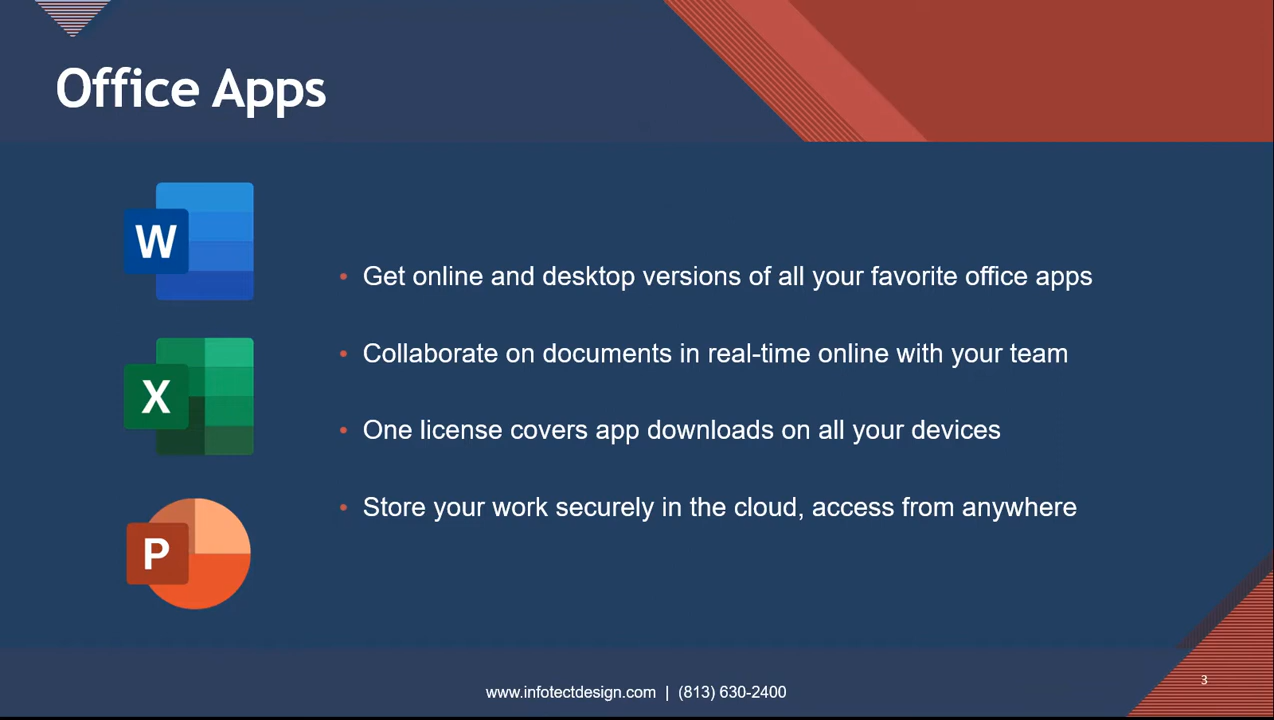 Office Apps
W
• Get online and desktop versions of all your favorite office apps
X
• Collaborate on documents in real-time online with your team
• One license covers app downloads on all your devices
• Store your work securely in the cloud, access from anywhere
P
www.infotectdesign.com | (813) 630-2400
3